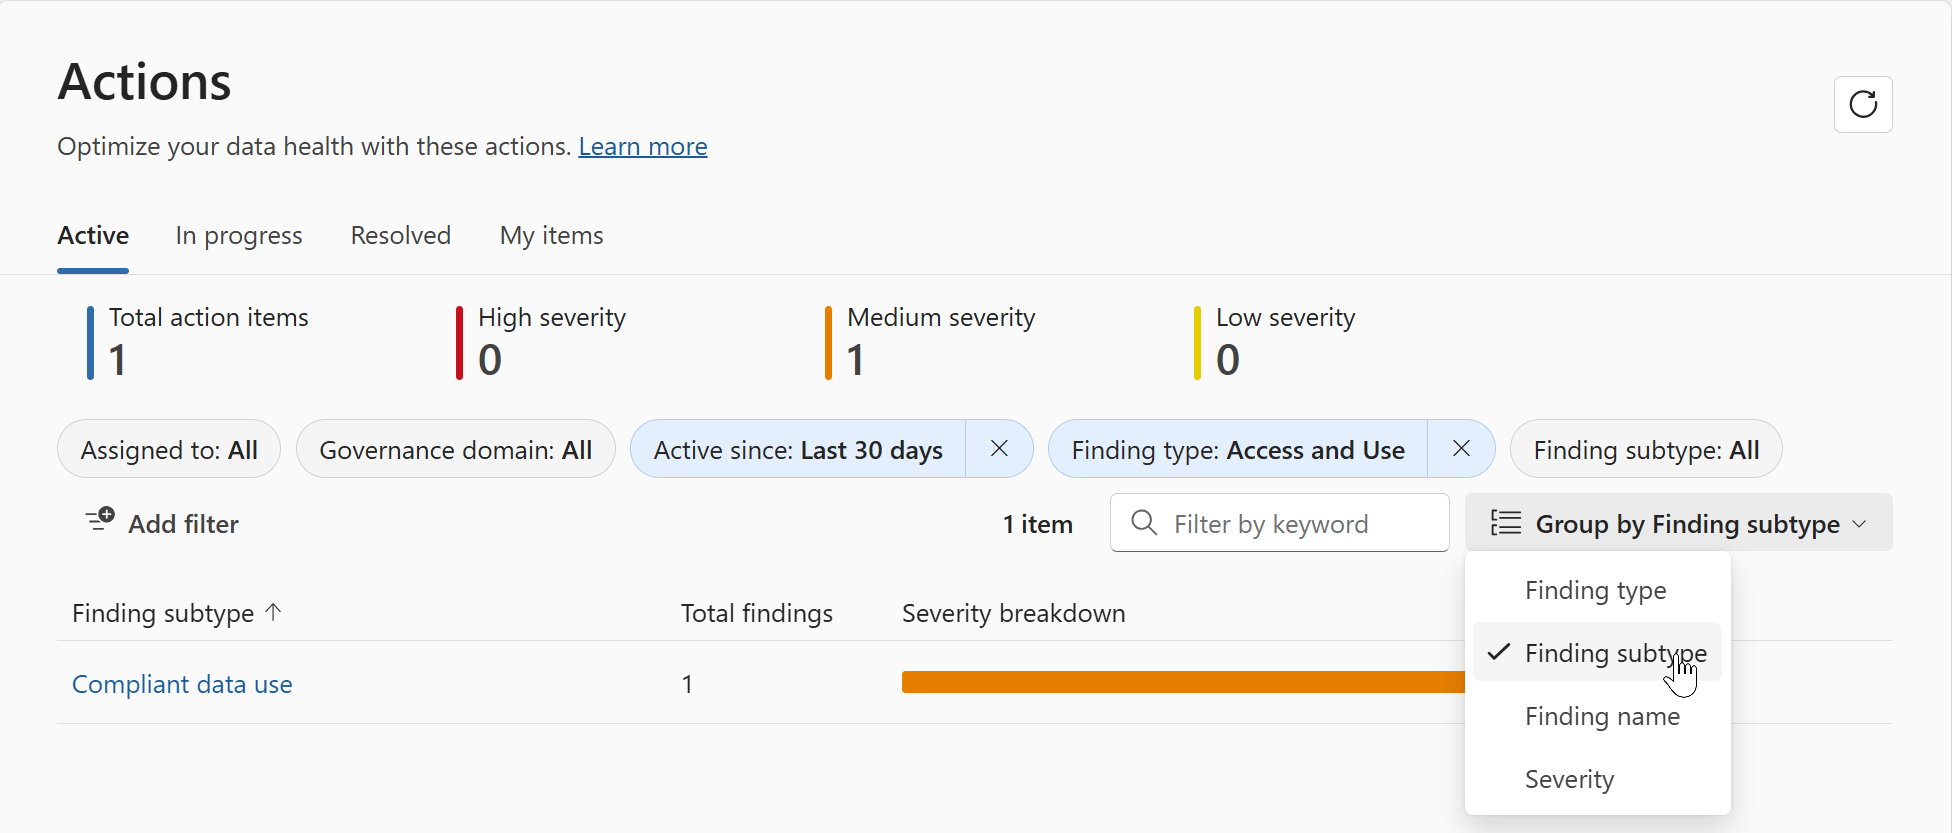 Actions
Optimize your data health with these actions. Learn more
Active In progress Resolved My items
Total action items High severity Medium severity Low severity
1 0 1 0
Assigned to: All Governance domain: All Active since: Last 30 days Finding type: Access and Use Finding subtype: All
Add filter 1 item Filter by keyword Group by Finding subtype
Finding type
Finding subtype
Finding name
Severity
Finding subtype Total findings Severity breakdown
Compliant data use 1